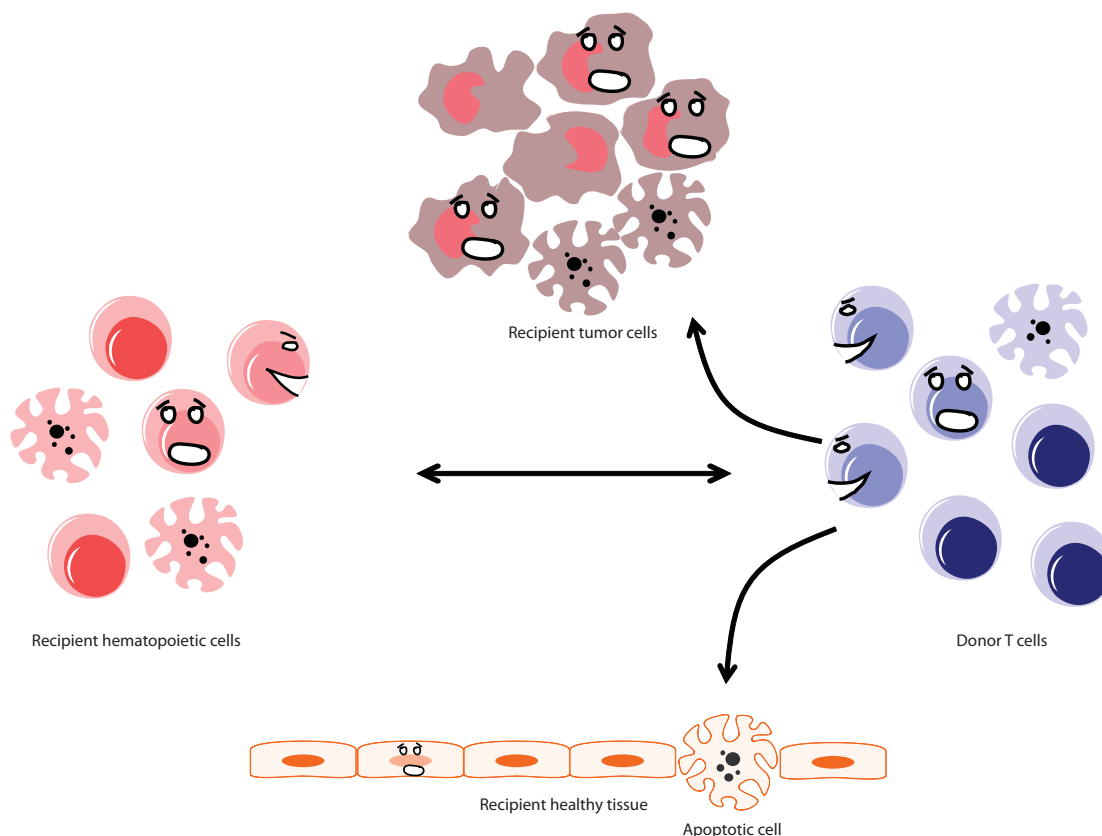 Recipient tumor cells
Recipient hematopoietic cells
Donor T cells
Recipient healthy tissue
Apoptotic cell